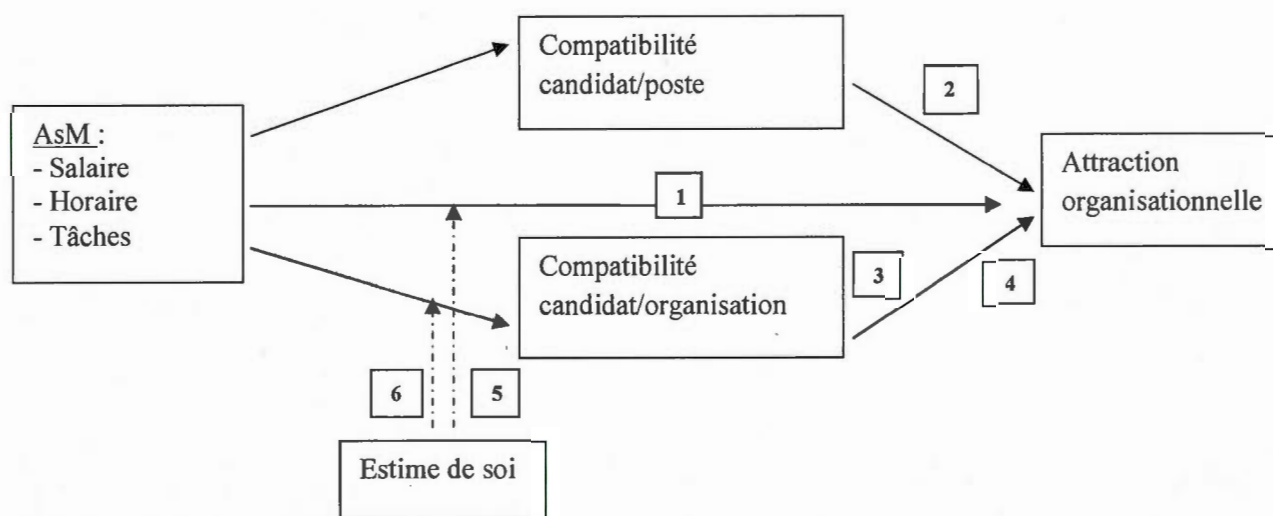 Compatibilité
candidat/poste
2
AsM :
- Salaire
- Horaire
- Tâches
1
Attraction
organisationnelle
Compatibilité
candidat/organisation
3
4
6
5
Estime de soi